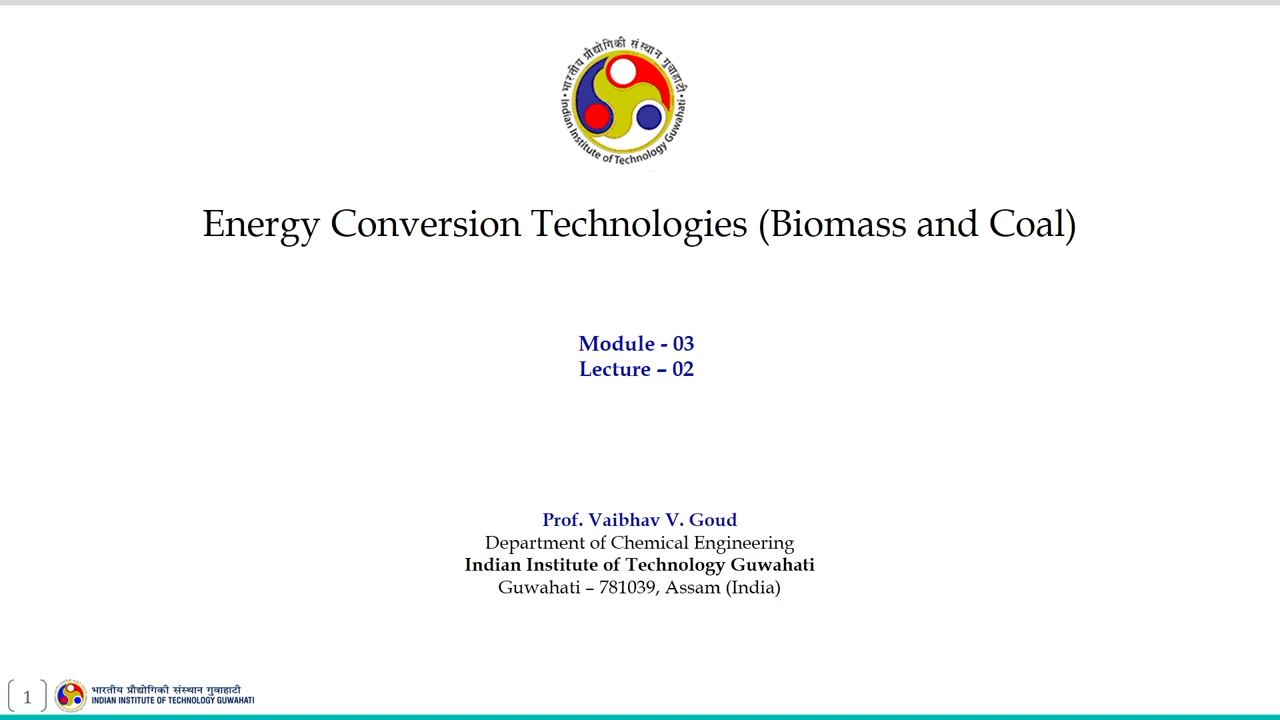 • भारतीय प्रौद्योगिकी संस्थान गुवाहाटी •
Indian Institute of Technology Guwahati
Energy Conversion Technologies (Biomass and Coal)
Module - 03
Lecture – 02
Prof. Vaibhav V. Goud
Department of Chemical Engineering
Indian Institute of Technology Guwahati
Guwahati – 781039, Assam (India)
1
भारतीय प्रौद्योगिकी संस्थान गुवाहाटी
INDIAN INSTITUTE OF TECHNOLOGY GUWAHATI